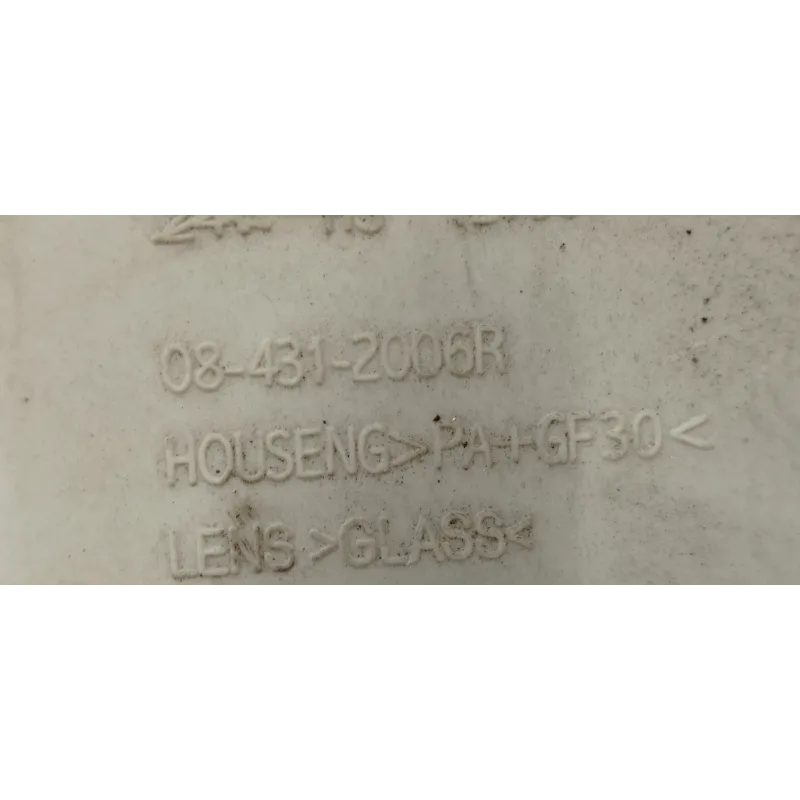 08-431-2006R
HOUSENG>PA+GF30<
LENS >GLASS<